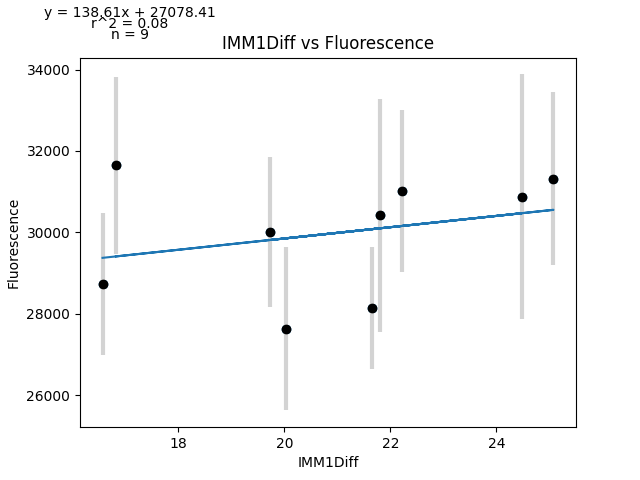 y = 138.61x + 27078.41
r^2 = 0.08
n = 9
IMM1Diff vs Fluorescence
34000
32000
30000
28000
26000
Fluorescence
18 20 22 24
IMM1Diff